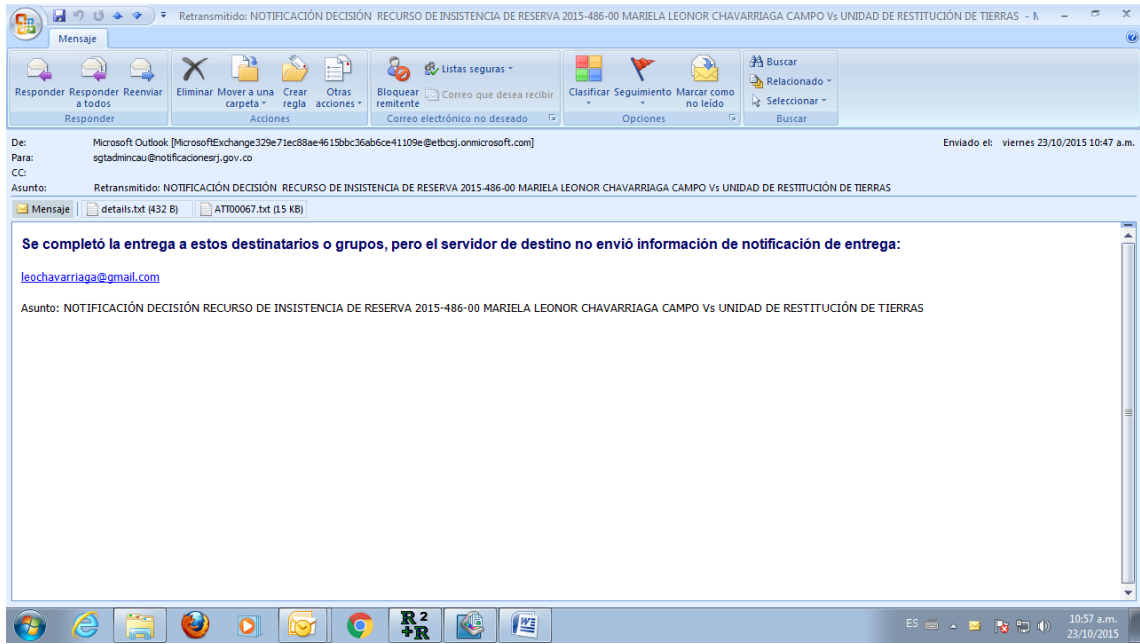 Retransmitido: NOTIFICACIÓN DECISIÓN RECURSO DE INSISTENCIA DE RESERVA 2015-486-00 MARIELA LEONOR CHAVARRIAGA CAMPO Vs UNIDAD DE RESTITUCIÓN DE TIERRAS - M
Mensaje
Responder Responder a todos Reenviar Eliminar Mover a una carpeta Crear regla Otras acciones Bloquear remitente Listas seguras Correo que desea recibir Clasificar Seguimiento Marcar como no leído Buscar Relacionado Seleccionar
Responder Acciones Correo electrónico no deseado Opciones Buscar
De: Microsoft Outlook [MicrosoftExchange329e71ec88ae4615bbc36ab6ce41109e@etbcsj.onmicrosoft.com] Enviado el: viernes 23/10/2015 10:47 a.m.
Para: sgtadmincau@notificacionesrj.gov.co
CC:
Asunto: Retransmitido: NOTIFICACIÓN DECISIÓN RECURSO DE INSISTENCIA DE RESERVA 2015-486-00 MARIELA LEONOR CHAVARRIAGA CAMPO Vs UNIDAD DE RESTITUCIÓN DE TIERRAS
Mensaje details.txt (432 B) ATT00067.txt (15 KB)
Se completó la entrega a estos destinatarios o grupos, pero el servidor de destino no envió información de notificación de entrega:
leochavarriaga@gmail.com
Asunto: NOTIFICACIÓN DECISIÓN RECURSO DE INSISTENCIA DE RESERVA 2015-486-00 MARIELA LEONOR CHAVARRIAGA CAMPO Vs UNIDAD DE RESTITUCIÓN DE TIERRAS
R 2
+R
ES
10:57 a.m.
23/10/2015